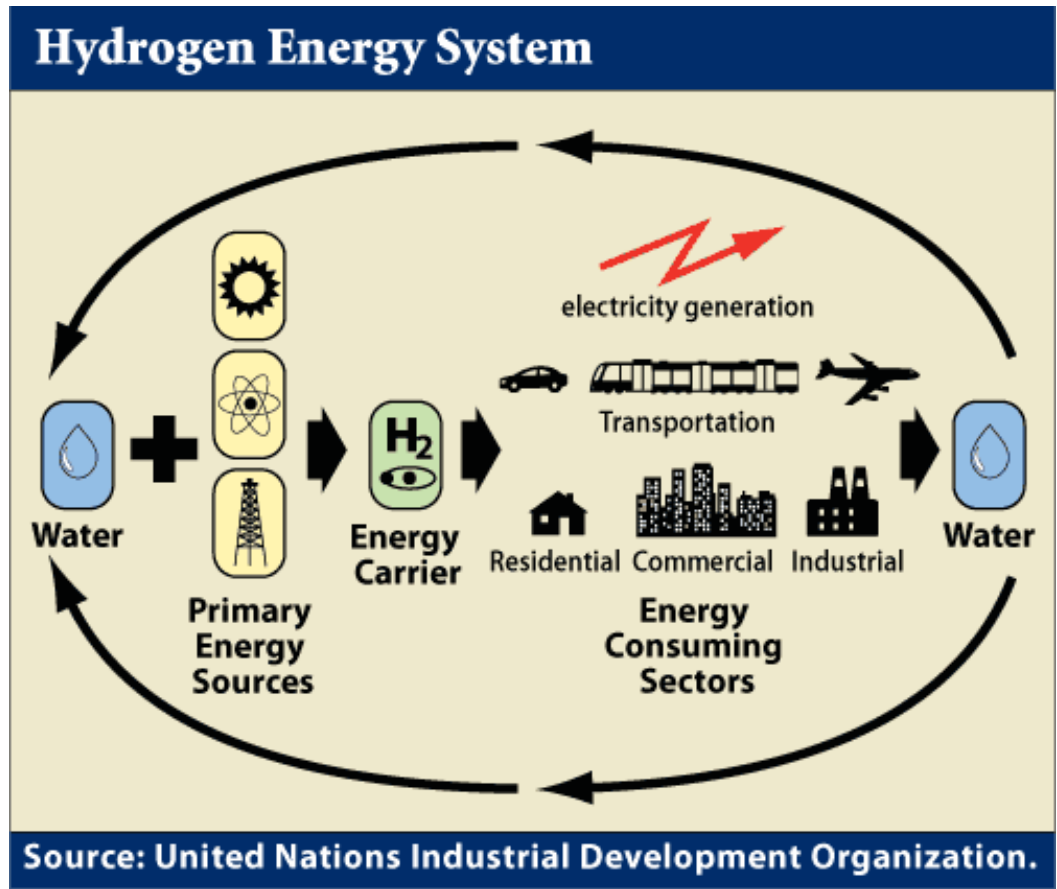 Hydrogen Energy System
electricity generation
Transportation
H₂
Water
Energy
Carrier
Residential
Commercial
Industrial
Water
Primary
Energy
Sources
Energy
Consuming
Sectors
Source: United Nations Industrial Development Organization.